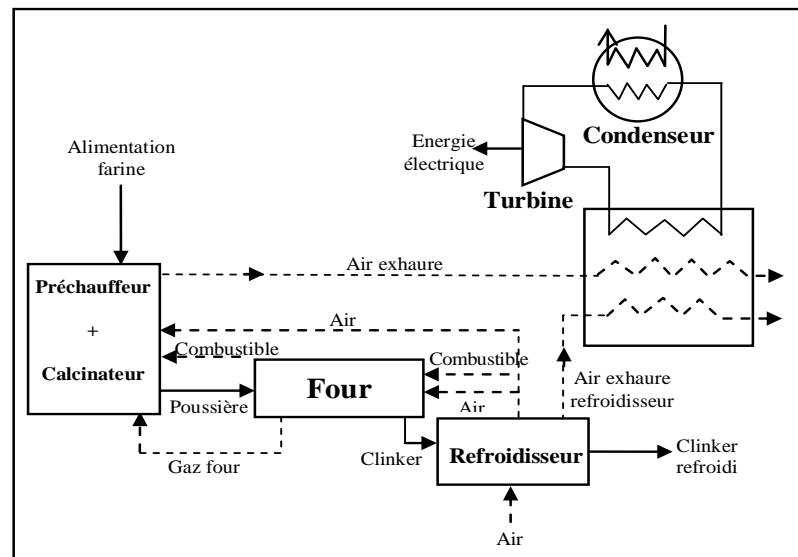 Condenseur
Energie
électrique
Turbine
Alimentation
farine
Air exhaure
Préchauffeur
+
Calcinateur
Air
Combustible
Combustible
Four
Air
Poussière
Air exhaure
refroidisseur
Gaz four
Clinker
Refroidisseur
Clinker
refroidi
Air